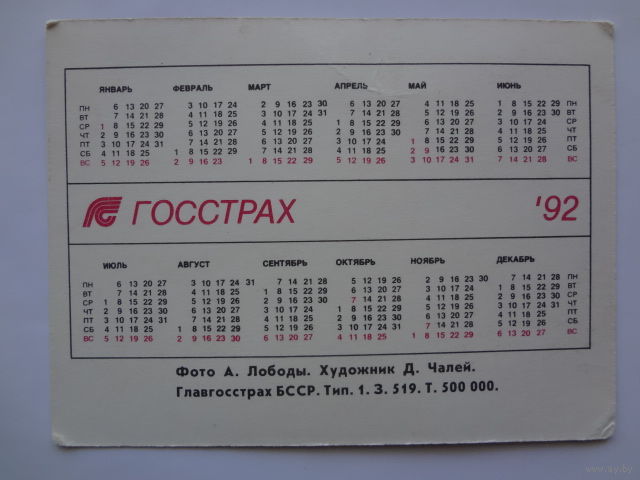 ЯНВАРЬ ФЕВРАЛЬ МАРТ АПРЕЛЬ МАЙ ИЮНЬ
ПН 6 13 20 27 3 10 17 24 2 9 16 23 30 6 13 20 27 4 11 18 25 1 8 15 22 29 ПН
ВТ 7 14 21 28 4 11 18 25 3 10 17 24 31 7 14 21 28 5 12 19 26 2 9 16 23 30 ВТ
СР 1 8 15 22 29 5 12 19 26 4 11 18 25 1 8 15 22 29 6 13 20 27 3 10 17 24 СР
ЧТ 2 9 16 23 30 6 13 20 27 5 12 19 26 2 9 16 23 30 7 14 21 28 4 11 18 25 ЧТ
ПТ 3 10 17 24 31 7 14 21 28 6 13 20 27 3 10 17 24 1 8 15 22 29 5 12 19 26 ПТ
СБ 4 11 18 25 1 8 15 22 29 7 14 21 28 4 11 18 25 2 9 16 23 30 6 13 20 27 СБ
ВС 5 12 19 26 2 9 16 23 1 8 15 22 29 5 12 19 26 3 10 17 24 31 7 14 21 28 ВС
ГОССТРАХ '92
ИЮЛЬ АВГУСТ СЕНТЯБРЬ ОКТЯБРЬ НОЯБРЬ ДЕКАБРЬ
ПН 6 13 20 27 3 10 17 24 31 7 14 21 28 5 12 19 26 2 9 16 23 30 7 14 21 28 ПН
ВТ 7 14 21 28 4 11 18 25 1 8 15 22 29 6 13 20 27 3 10 17 24 1 8 15 22 29 ВТ
СР 1 8 15 22 29 5 12 19 26 2 9 16 23 30 7 14 21 28 4 11 18 25 2 9 16 23 30 СР
ЧТ 2 9 16 23 30 6 13 20 27 3 10 17 24 1 8 15 22 29 5 12 19 26 3 10 17 24 31 ЧТ
ПТ 3 10 17 24 31 7 14 21 28 4 11 18 25 2 9 16 23 30 6 13 20 27 4 11 18 25 ПТ
СБ 4 11 18 25 1 8 15 22 29 5 12 19 26 3 10 17 24 31 7 14 21 28 5 12 19 26 СБ
ВС 5 12 19 26 2 9 16 23 30 6 13 20 27 4 11 18 25 1 8 15 22 29 6 13 20 27 ВС
Фото А. Лободы. Художник Д. Чалей.
Главгосстрах БССР. Тип. 1. З. 519. Т. 500 000.
www.ay.by